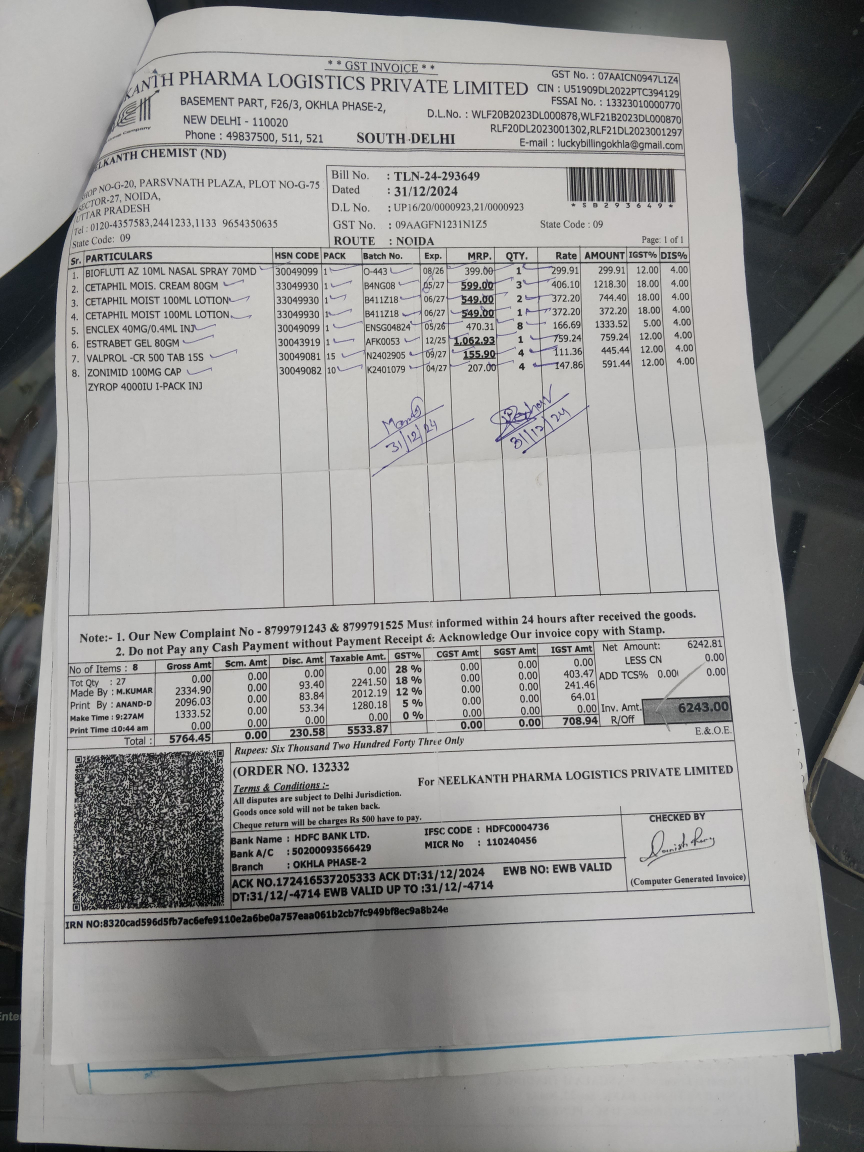 * * GST INVOICE * *
KANTH PHARMA LOGISTICS PRIVATE LIMITED
BASEMENT PART, F26/3, OKHLA PHASE-2,
NEW DELHI - 110020
Phone : 49837500, 511, 521 SOUTH-DELHI
GST No. : 07AAICN0947L1Z4
CIN : U51909DL2022PTC394129
FSSAI No. : 13323010000770
D.L.No. : WLF20B2023DL000878,WLF21B2023DL000870
RLF20DL2023001302,RLF21DL2023001297
E-mail : luckybillingokhla@gmail.com
ELKANTH CHEMIST (ND)
HOP NO-G-20, PARSVNATH PLAZA, PLOT NO-G-75
SECTOR-27, NOIDA,
UTTAR PRADESH
Tel : 0120-4357583,2441233,1133 9654350635
State Code: 09
Bill No. : TLN-24-293649
Dated : 31/12/2024
D.L No. : UP16/20/0000923,21/0000923
GST No. : 09AAGFN1231N1Z5 State Code : 09
ROUTE : NOIDA
* S B 2 9 3 6 4 9 *
Page: 1 of 1
Sr. PARTICULARS HSN CODE PACK Batch No. Exp. MRP. QTY. Rate AMOUNT IGST% DIS%
1. BIOFLUTI AZ 10ML NASAL SPRAY 70MD 30049099 1 O-443 08/26 399.00 1 299.91 299.91 12.00 4.00
2. CETAPHIL MOIS. CREAM 80GM 33049930 1 B4NG08 05/27 599.00 3 406.10 1218.30 18.00 4.00
3. CETAPHIL MOIST 100ML LOTION 33049930 1 B411Z18 06/27 549.00 2 372.20 744.40 18.00 4.00
4. CETAPHIL MOIST 100ML LOTION 33049930 1 B411Z18 06/27 549.00 1 372.20 372.20 18.00 4.00
5. ENCLEX 40MG/0.4ML INJ 30049099 1 ENSG04824 05/26 470.31 8 166.69 1333.52 5.00 4.00
6. ESTRABET GEL 80GM 30043919 1 AFK0053 12/25 1,062.93 1 759.24 759.24 12.00 4.00
7. VALPROL -CR 500 TAB 15S 30049081 15 N2402905 09/27 155.90 4 111.36 445.44 12.00 4.00
8. ZONIMID 100MG CAP 30049082 10 K2401079 04/27 207.00 4 147.86 591.44 12.00 4.00
ZYROP 4000IU I-PACK INJ
31/12/24 31/12/24
Note:- 1. Our New Complaint No - 8799791243 & 8799791525 Must informed within 24 hours after received the goods.
2. Do not Pay any Cash Payment without Payment Receipt & Acknowledge Our invoice copy with Stamp.
No of Items : 8 Gross Amt Scm. Amt Disc. Amt Taxable Amt. GST% CGST Amt SGST Amt IGST Amt
Tot Qty : 27 0.00 0.00 0.00 0.00 28 % 0.00 0.00 0.00
Made By : M.KUMAR 2334.90 0.00 93.40 2241.50 18 % 0.00 0.00 403.47
Print By : ANAND-D 2096.03 0.00 83.84 2012.19 12 % 0.00 0.00 241.46
Make Time : 9:27AM 1333.52 0.00 53.34 1280.18 5 % 0.00 0.00 64.01
Print Time :10:44 am 0.00 0.00 0.00 0 % 0.00 0.00 0.00
Total : 5764.45 0.00 230.58 5533.87 0.00 0.00 708.94
Net Amount: 6242.81
LESS CN 0.00
ADD TCS% 0.00 0.00
Inv. Amt. 6243.00
R/Off
E.&.O.E.
Rupees: Six Thousand Two Hundred Forty Three Only
(ORDER NO. 132332
Terms & Conditions :-
All disputes are subject to Delhi Jurisdiction.
Goods once sold will not be taken back.
Cheque return will be charges Rs 500 have to pay.
For NEELKANTH PHARMA LOGISTICS PRIVATE LIMITED
Bank Name : HDFC BANK LTD. IFSC CODE : HDFC0004736
Bank A/C : 50200093566429 MICR No : 110240456
Branch : OKHLA PHASE-2
CHECKED BY
(Computer Generated Invoice)
ACK NO.172416537205333 ACK DT:31/12/2024 EWB NO: EWB VALID
DT:31/12/-4714 EWB VALID UP TO :31/12/-4714
IRN NO:8320cad596d5fb7ac6efe9110e2a6be0a757eaa061b2cb7fc949bf8ec9a8b24e